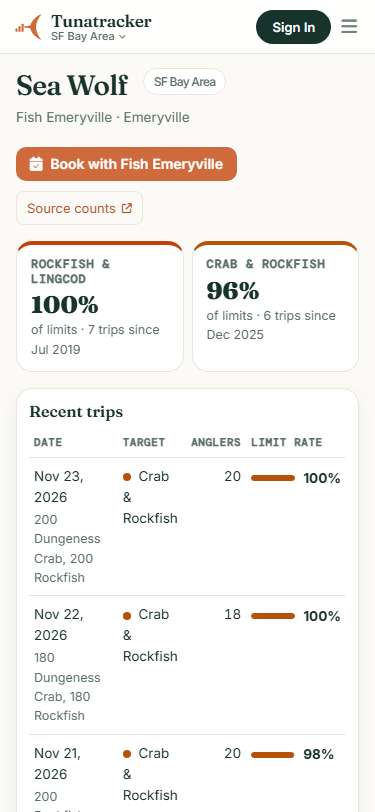 Tunatracker
SF Bay Area
Sign In
Sea Wolf
SF Bay Area
Fish Emeryville · Emeryville
Book with Fish Emeryville
Source counts
ROCKFISH &
LINGCOD
100%
of limits · 7 trips since
Jul 2019
CRAB & ROCKFISH
96%
of limits · 6 trips since
Dec 2025
Recent trips
DATE TARGET ANGLERS LIMIT RATE
Nov 23, Crab 20 100%
2026 &
200 Rockfish
Dungeness
Crab, 200
Rockfish
Nov 22, Crab 18 100%
2026 &
180 Rockfish
Dungeness
Crab, 180
Rockfish
Nov 21, Crab 20 98%
2026 &
200 Rockfish